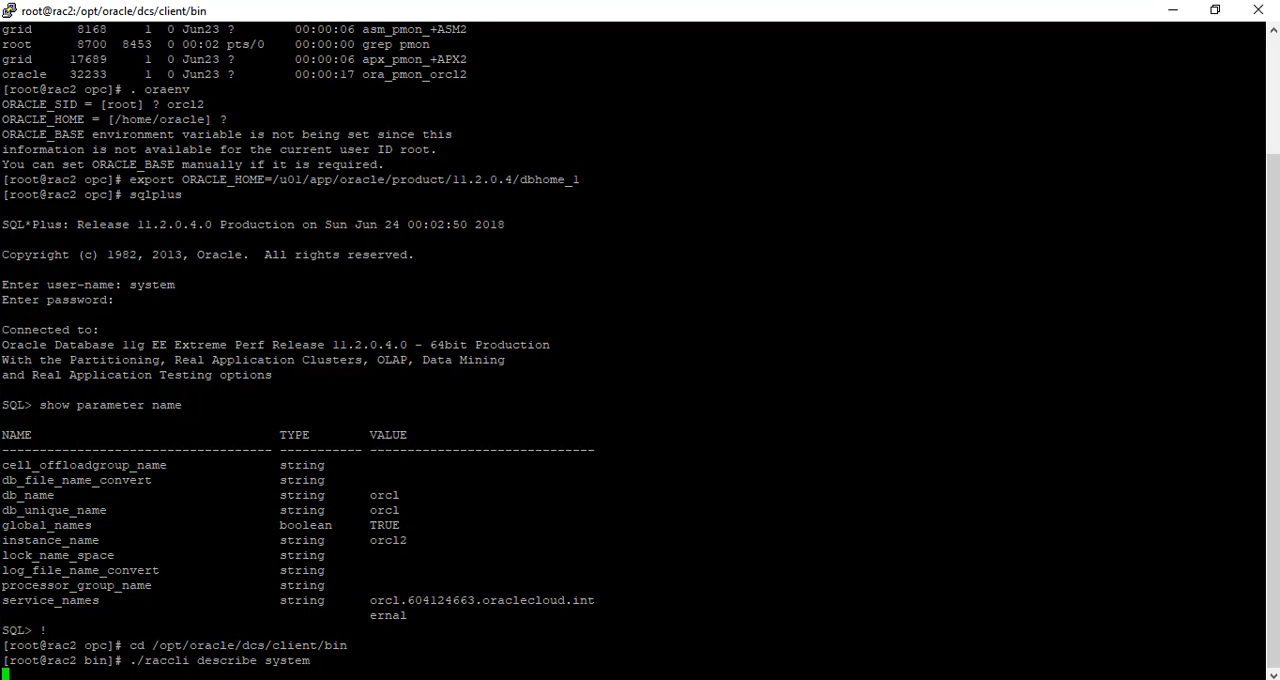 root@rac2:/opt/oracle/dcs/client/bin
grid      8168     1  0 Jun23 ?        00:00:06 asm_pmon_+ASM2
root      8700  8453  0 00:02 pts/0    00:00:00 grep pmon
grid     17689     1  0 Jun23 ?        00:00:06 apx_pmon_+APX2
oracle   32233     1  0 Jun23 ?        00:00:17 ora_pmon_orcl2
[root@rac2 opc]# . oraenv
ORACLE_SID = [root] ? orcl2
ORACLE_HOME = [/home/oracle] ?
ORACLE_BASE environment variable is not being set since this
information is not available for the current user ID root.
You can set ORACLE_BASE manually if it is required.
[root@rac2 opc]# export ORACLE_HOME=/u01/app/oracle/product/11.2.0.4/dbhome_1
[root@rac2 opc]# sqlplus
SQL*Plus: Release 11.2.0.4.0 Production on Sun Jun 24 00:02:50 2018
Copyright (c) 1982, 2013, Oracle.  All rights reserved.
Enter user-name: system
Enter password:
Connected to:
Oracle Database 11g EE Extreme Perf Release 11.2.0.4.0 - 64bit Production
With the Partitioning, Real Application Clusters, OLAP, Data Mining
and Real Application Testing options
SQL> show parameter name
NAME                                 TYPE        VALUE
------------------------------------ ----------- ------------------------------
cell_offloadgroup_name               string
db_file_name_convert                 string
db_name                              string      orcl
db_unique_name                       string      orcl
global_names                         boolean     TRUE
instance_name                        string      orcl2
lock_name_space                      string
log_file_name_convert                string
processor_group_name                 string
service_names                        string      orcl.604124663.oraclecloud.int
                                                 ernal
SQL> !
[root@rac2 opc]# cd /opt/oracle/dcs/client/bin
[root@rac2 bin]# ./raccli describe system